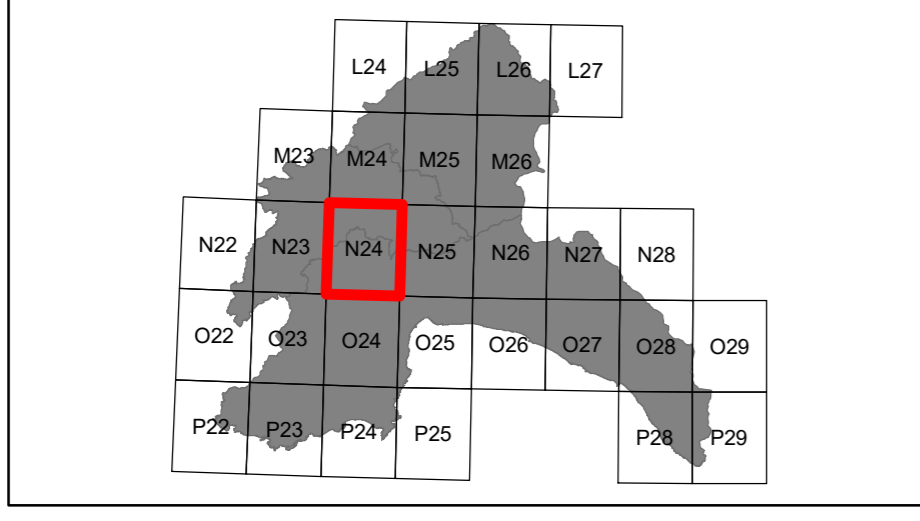 L24 L25 L26 L27
M23 M24 M25 M26
N22 N23 N24 N25 N26 N27 N28
O22 O23 O24 O25 O26 O27 O28 O29
P22 P23 P24 P25 P28 P29